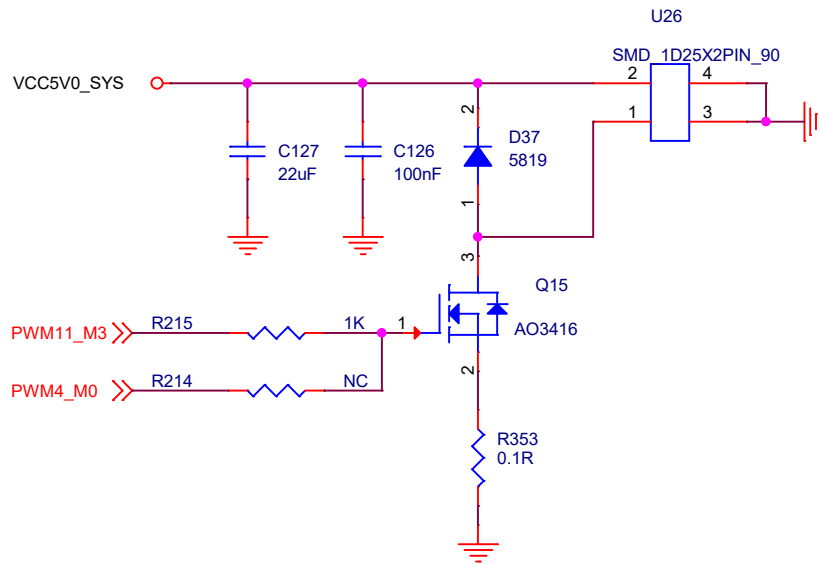 U26
SMD_1D25X2PIN_90
VCC5V0_SYS
2
4
1
3
C127
22uF
C126
100nF
2
D37
5819
1
3
Q15
AO3416
PWM11_M3
R215
1K
1
PWM4_M0
R214
NC
2
R353
0.1R